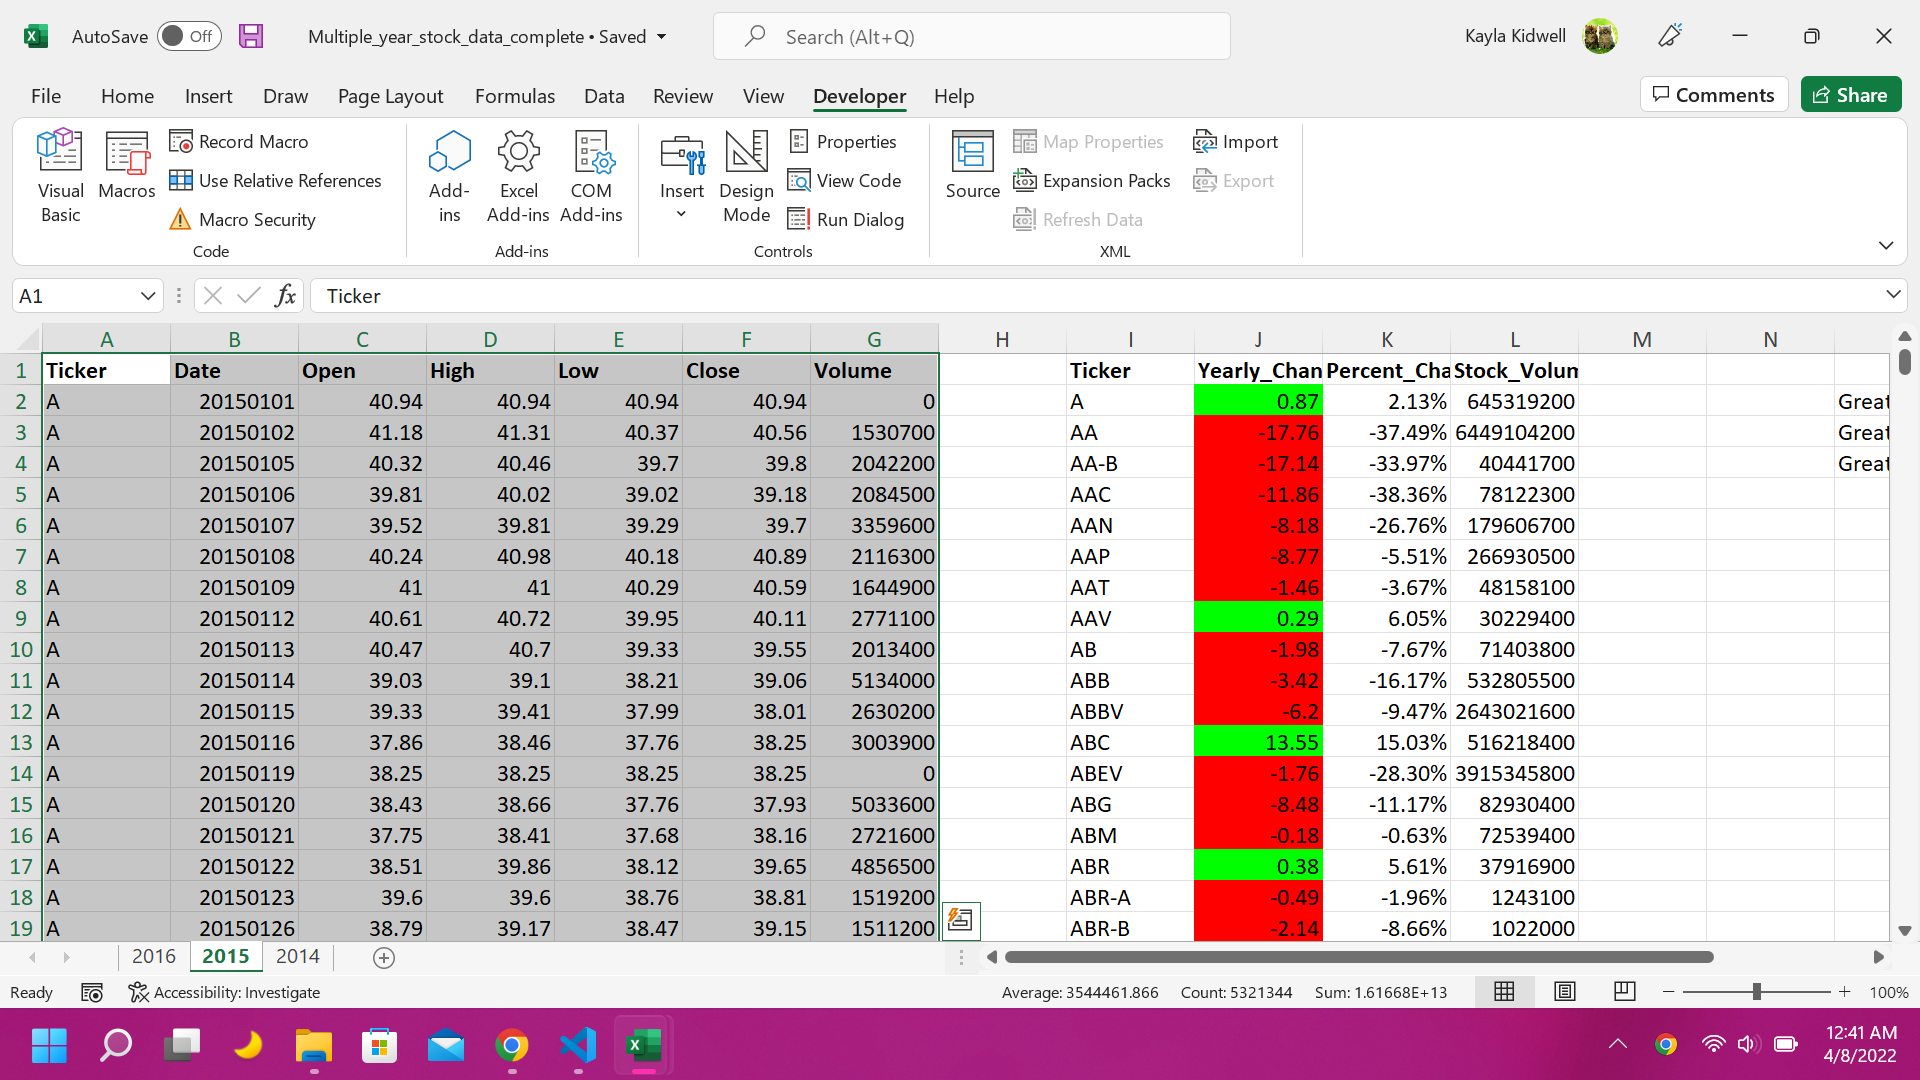 AutoSave Off Multiple_year_stock_data_complete • Saved Search (Alt+Q) Kayla Kidwell
File Home Insert Draw Page Layout Formulas Data Review View Developer Help Comments Share
Record Macro Properties Map Properties Import
Visual Macros Use Relative References Add- Excel COM Insert Design View Code Source Expansion Packs Export
Basic Macro Security ins Add-ins Add-ins Mode Run Dialog Refresh Data
Code Add-ins Controls XML
A1 fx Ticker
A B C D E F G H I J K L M N
1 Ticker Date Open High Low Close Volume Ticker Yearly_Chan Percent_Cha Stock_Volum
2 A 20150101 40.94 40.94 40.94 40.94 0 A 0.87 2.13% 645319200 Great
3 A 20150102 41.18 41.31 40.37 40.56 1530700 AA -17.76 -37.49% 6449104200 Great
4 A 20150105 40.32 40.46 39.7 39.8 2042200 AA-B -17.14 -33.97% 40441700 Great
5 A 20150106 39.81 40.02 39.02 39.18 2084500 AAC -11.86 -38.36% 78122300
6 A 20150107 39.52 39.81 39.29 39.7 3359600 AAN -8.18 -26.76% 179606700
7 A 20150108 40.24 40.98 40.18 40.89 2116300 AAP -8.77 -5.51% 266930500
8 A 20150109 41 41 40.29 40.59 1644900 AAT -1.46 -3.67% 48158100
9 A 20150112 40.61 40.72 39.95 40.11 2771100 AAV 0.29 6.05% 30229400
10 A 20150113 40.47 40.7 39.33 39.55 2013400 AB -1.98 -7.67% 71403800
11 A 20150114 39.03 39.1 38.21 39.06 5134000 ABB -3.42 -16.17% 532805500
12 A 20150115 39.33 39.41 37.99 38.01 2630200 ABBV -6.2 -9.47% 2643021600
13 A 20150116 37.86 38.46 37.76 38.25 3003900 ABC 13.55 15.03% 516218400
14 A 20150119 38.25 38.25 38.25 38.25 0 ABEV -1.76 -28.30% 3915345800
15 A 20150120 38.43 38.66 37.76 37.93 5033600 ABG -8.48 -11.17% 82930400
16 A 20150121 37.75 38.41 37.68 38.16 2721600 ABM -0.18 -0.63% 72539400
17 A 20150122 38.51 39.86 38.12 39.65 4856500 ABR 0.38 5.61% 37916900
18 A 20150123 39.6 39.6 38.76 38.81 1519200 ABR-A -0.49 -1.96% 1243100
19 A 20150126 38.79 39.17 38.47 39.15 1511200 ABR-B -2.14 -8.66% 1022000
2016 2015 2014
Ready Accessibility: Investigate Average: 3544461.866 Count: 5321344 Sum: 1.61668E+13 100%
12:41 AM
4/8/2022